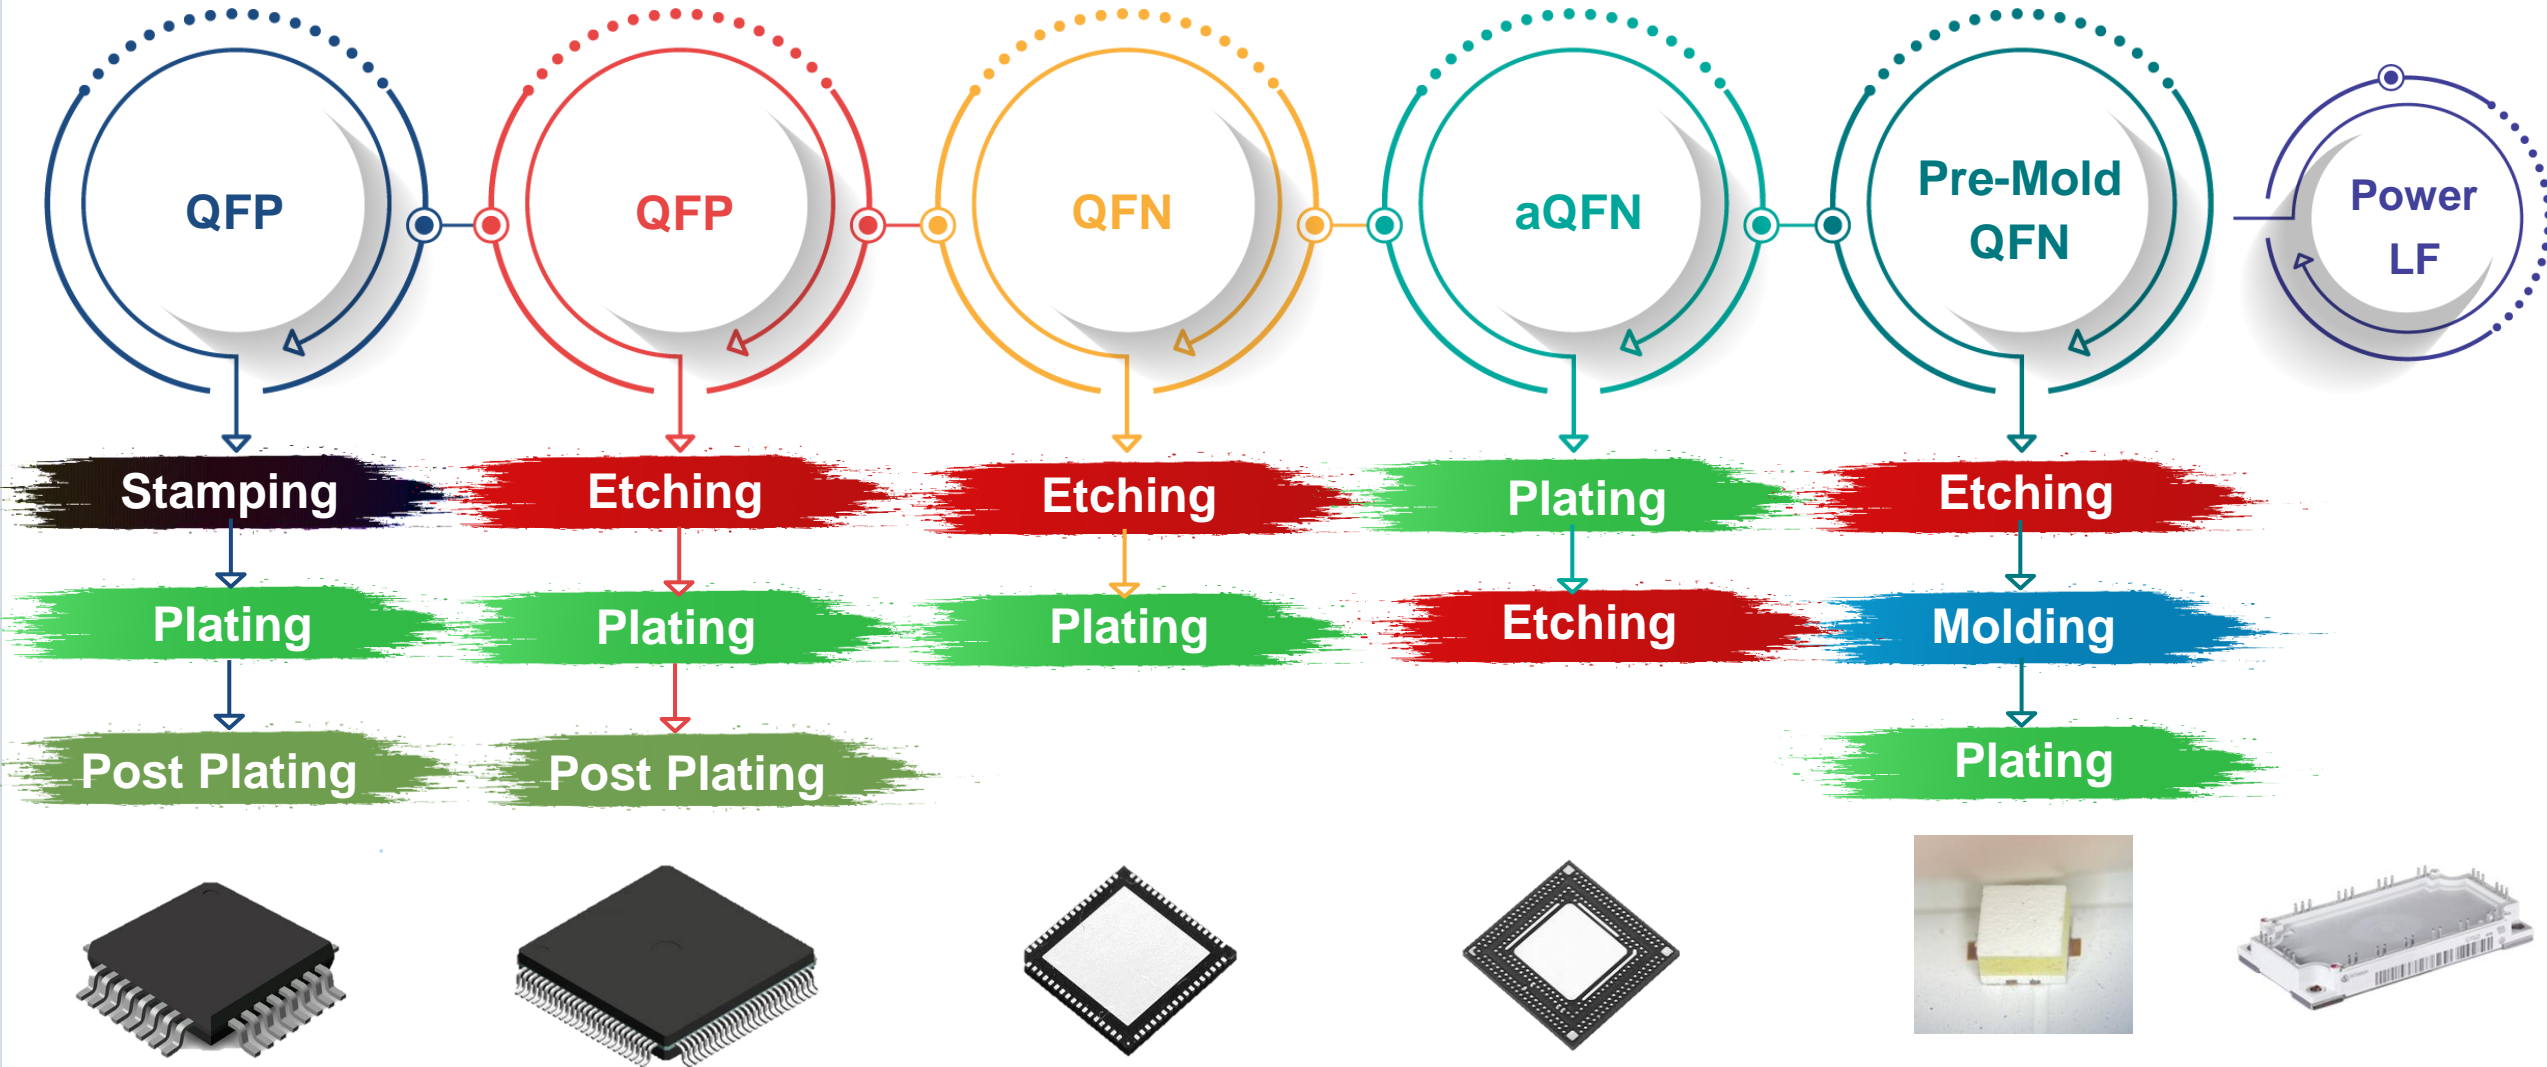 QFP
QFP
QFN
aQFN
Pre-Mold
QFN
Power
LF
Stamping
Etching
Etching
Plating
Etching
Plating
Plating
Plating
Etching
Molding
Post Plating
Post Plating
Plating